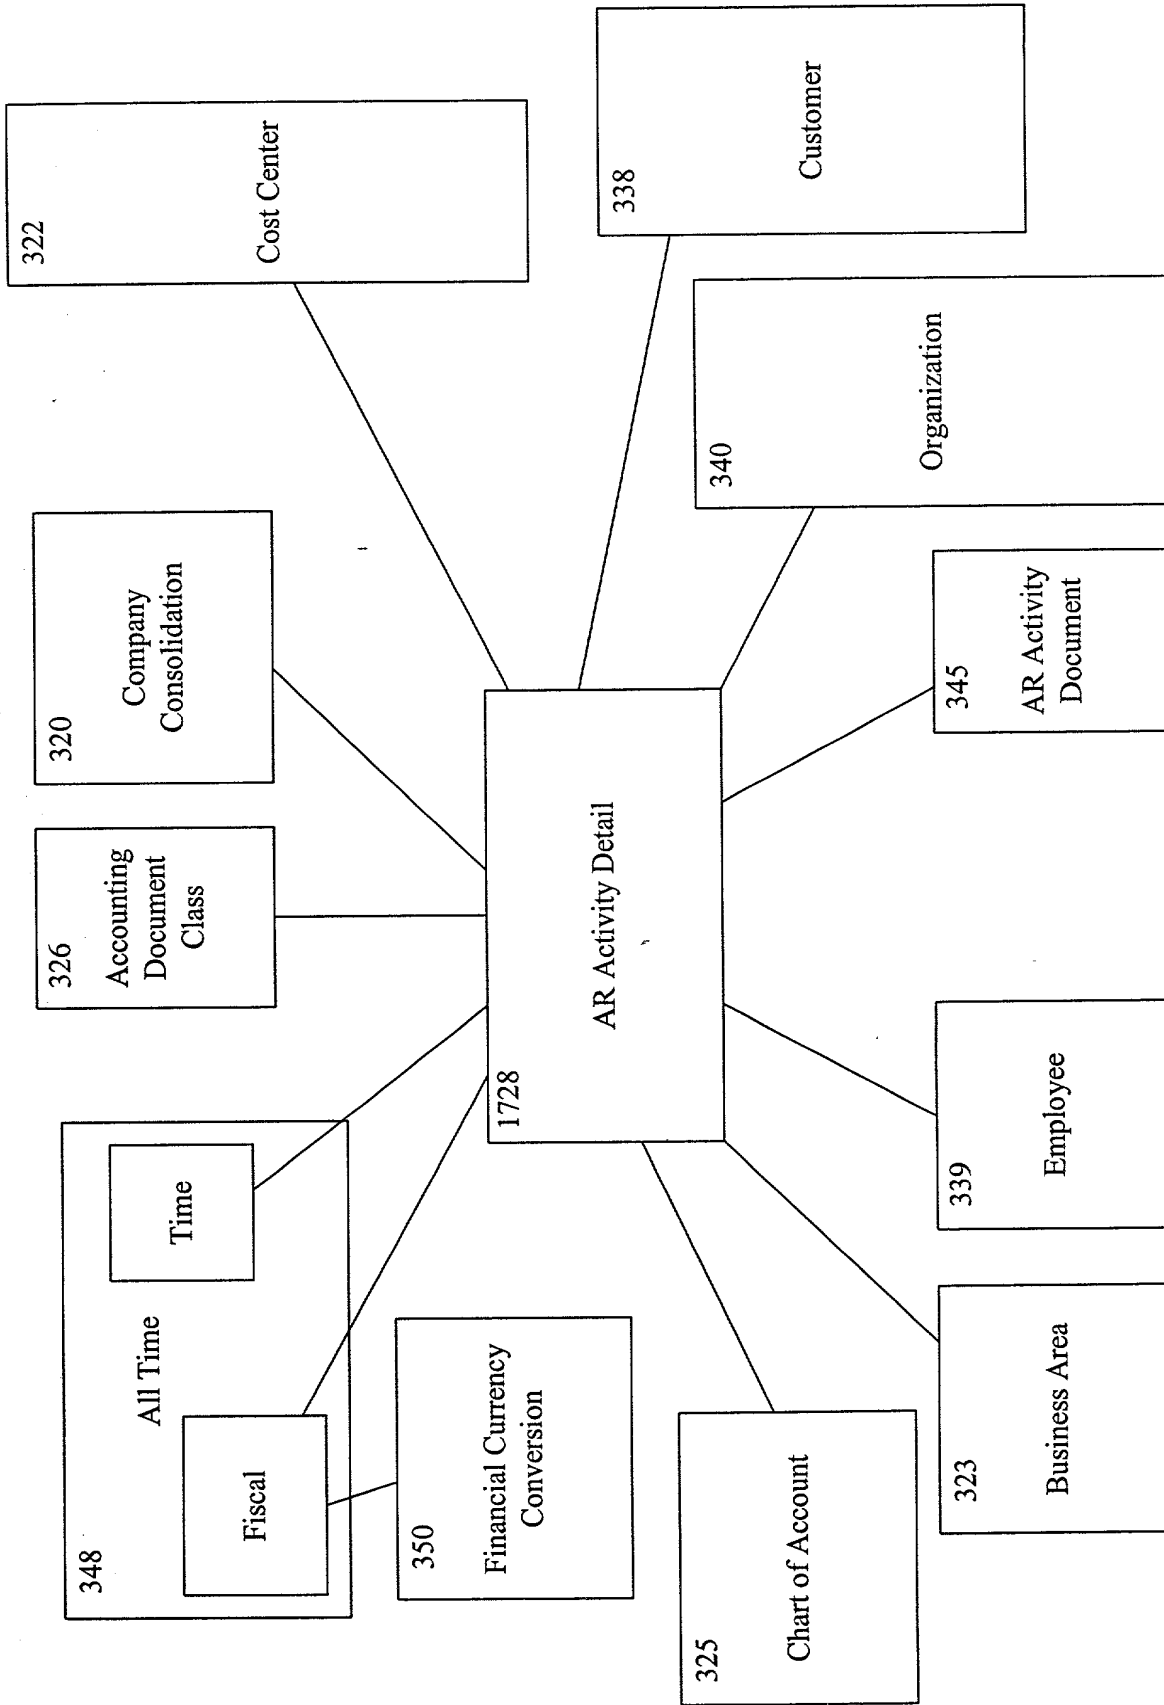 348
All Time
Fiscal
Time
326
Accounting
Document
Class
320
Company
Consolidation
322
Cost Center
350
Financial Currency
Conversion
1728
AR Activity Detail
338
Customer
325
Chart of Account
323
Business Area
339
Employee
345
AR Activity
Document
340
Organization